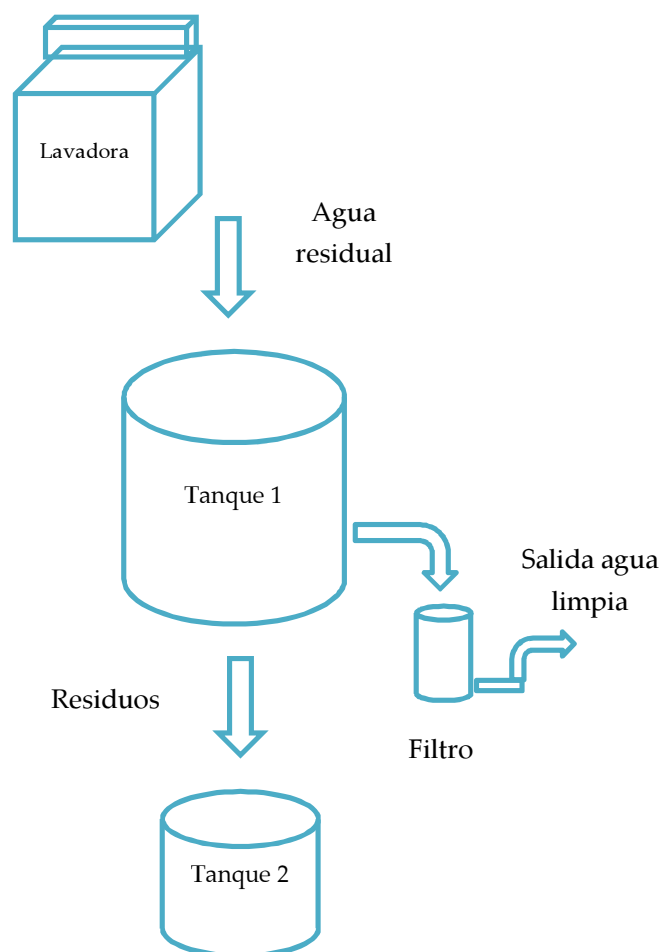 Lavadora
Agua
residual
Tanque 1
Salida agua
limpia
Residuos
Filtro
Tanque 2